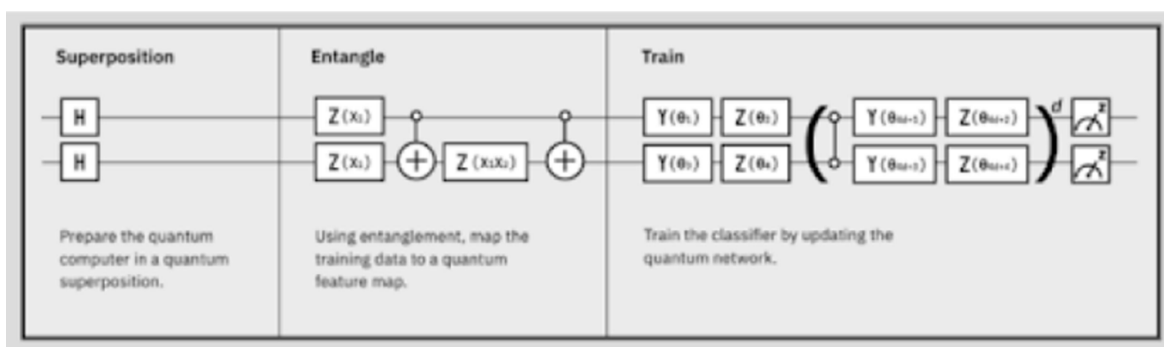 Superposition
Entangle
Train
H
Z(x₁)
Y(θ₁) Z(θ₂)
d
z
H
Z(x₂)
Z(x₁x₂)
Y(θ₃) Z(θ₄)
z
Prepare the quantum
computer in a quantum
superposition.
Using entanglement, map the
training data to a quantum
feature map.
Train the classifier by updating the
quantum network.